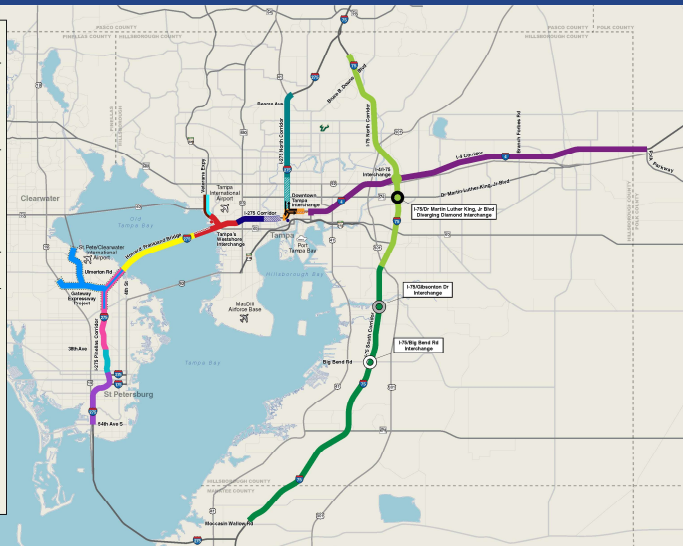 PASCO COUNTY
PINELLAS COUNTY
HILLSBOROUGH COUNTY
PASCO COUNTY
POLK COUNTY
HILLSBOROUGH COUNTY
Bearss Ave
Bruce B. Downs Blvd
I-275 North Corridor
I-75 North Corridor
Branch Forbes Rd
Polk Parkway
I-4/I-75
Interchange
Dr Martin Luther King, Jr Blvd
Clearwater
Veterans Expy
Tampa
International
Airport
Downtown
Tampa
Interchange
I-275 Corridor
I-75/Dr Martin Luther King, Jr Blvd
Diverging Diamond Interchange
Old
Tampa Bay
Tampa's
Westshore
Interchange
Tampa
Port
Tampa Bay
Howard Frankland Bridge
St Pete/Clearwater
International
Airport
Ulmerton Rd
Gateway
Expressway
Project
4th St
Hillsborough Bay
MacDill
Airforce Base
I-75/Gibsonton Dr
Interchange
I-75 South Corridor
I-75/Big Bend Rd
Interchange
Big Bend Rd
38th Ave
I-275 Pinellas Corridor
Tampa Bay
St Petersburg
54th Ave S
HILLSBOROUGH COUNTY
MANATEE COUNTY
Moccasin Wallow Rd